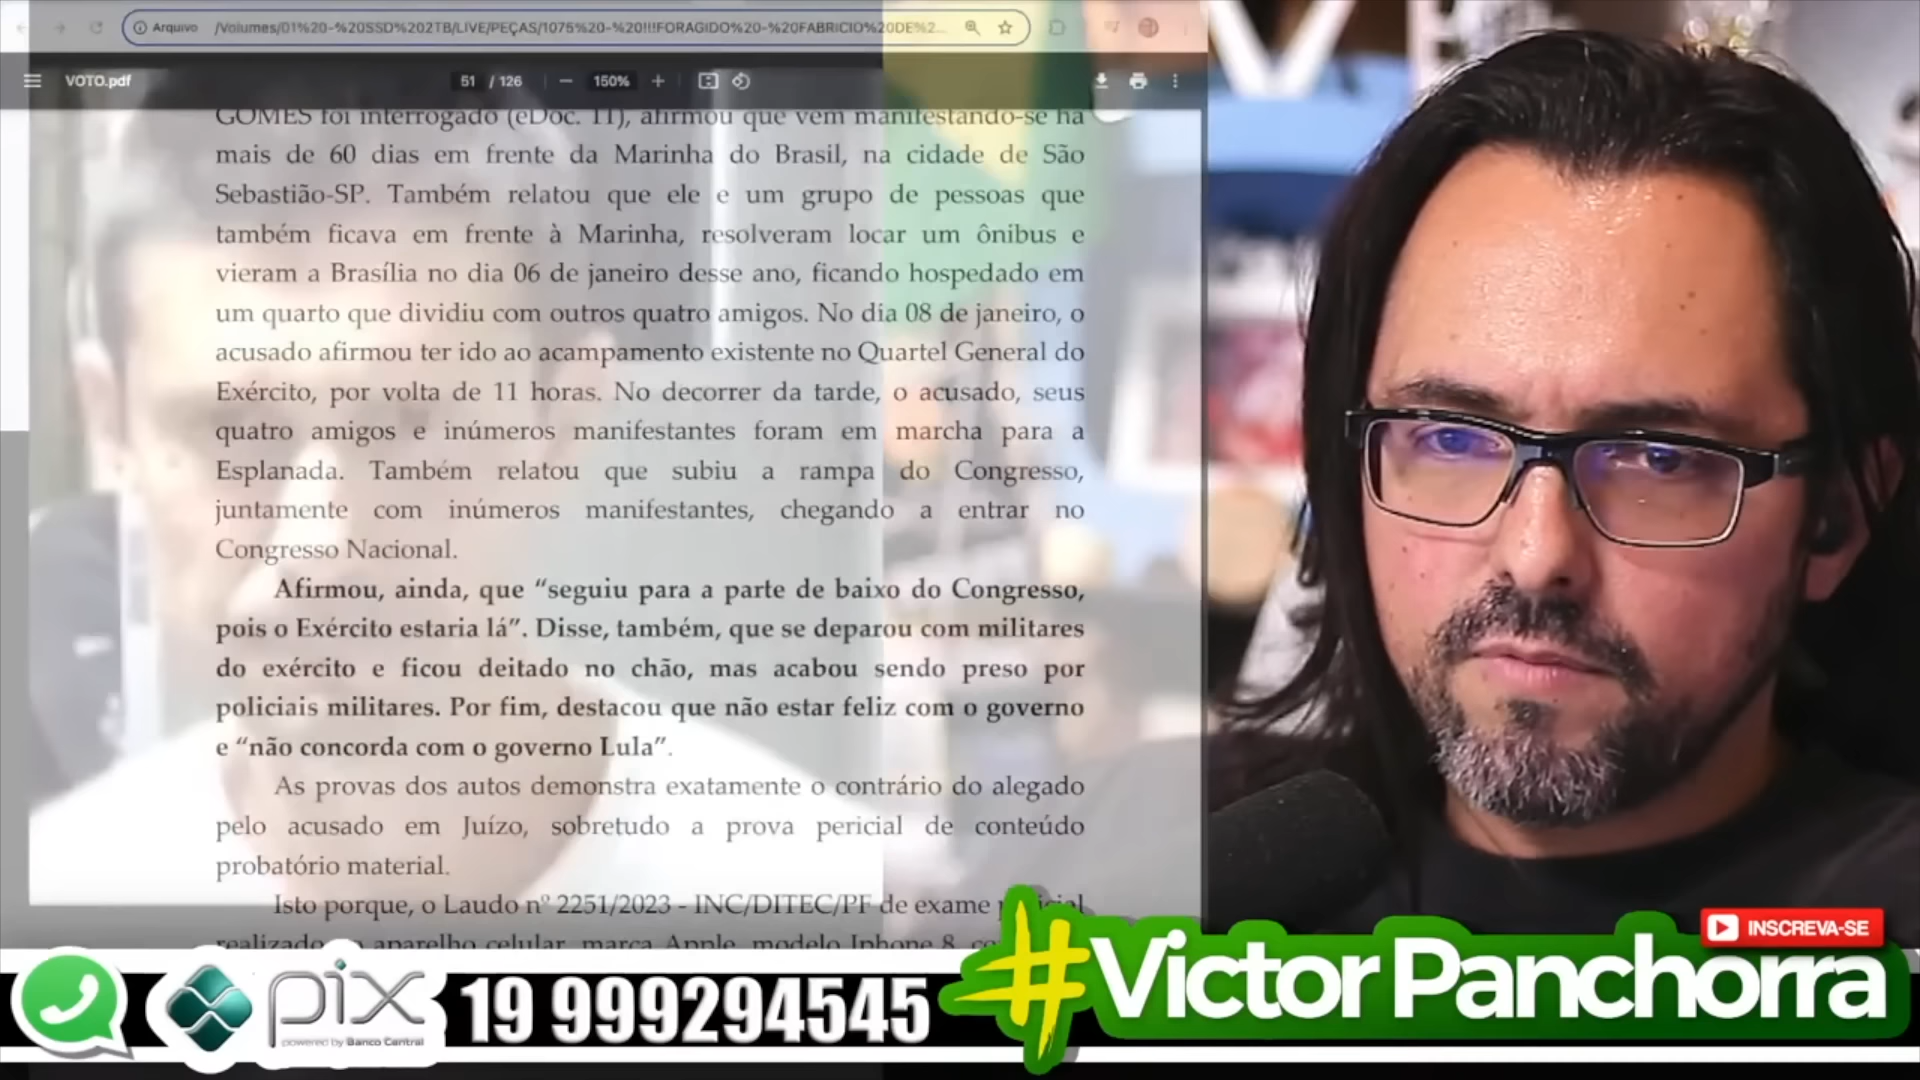 Arquivo /Volumes/01%20-%20SSD%202TB/LIVE/PEÇAS/1075%20-%20!!!FORAGIDO%20-%20FABRICIO%20DE%2...
VOTO.pdf 51 / 126 150%
GOMES foi interrogado (eDoc. 11), afirmou que vem manifestando-se há
mais de 60 dias em frente da Marinha do Brasil, na cidade de São
Sebastião-SP. Também relatou que ele e um grupo de pessoas que
também ficava em frente à Marinha, resolveram locar um ônibus e
vieram a Brasília no dia 06 de janeiro desse ano, ficando hospedado em
um quarto que dividiu com outros quatro amigos. No dia 08 de janeiro, o
acusado afirmou ter ido ao acampamento existente no Quartel General do
Exército, por volta de 11 horas. No decorrer da tarde, o acusado, seus
quatro amigos e inúmeros manifestantes foram em marcha para a
Esplanada. Também relatou que subiu a rampa do Congresso,
juntamente com inúmeros manifestantes, chegando a entrar no
Congresso Nacional.
Afirmou, ainda, que “seguiu para a parte de baixo do Congresso,
pois o Exército estaria lá”. Disse, também, que se deparou com militares
do exército e ficou deitado no chão, mas acabou sendo preso por
policiais militares. Por fim, destacou que não estar feliz com o governo
e “não concorda com o governo Lula”.
As provas dos autos demonstra exatamente o contrário do alegado
pelo acusado em Juízo, sobretudo a prova pericial de conteúdo
probatório material.
Isto porque, o Laudo nº 2251/2023 - INC/DITEC/PF de exame
realizado aparelho celular, marca Apple, modelo Iphone 8,
INSCREVA-SE
pix
powered by Banco Central
19 999294545
#Victor Panchorra